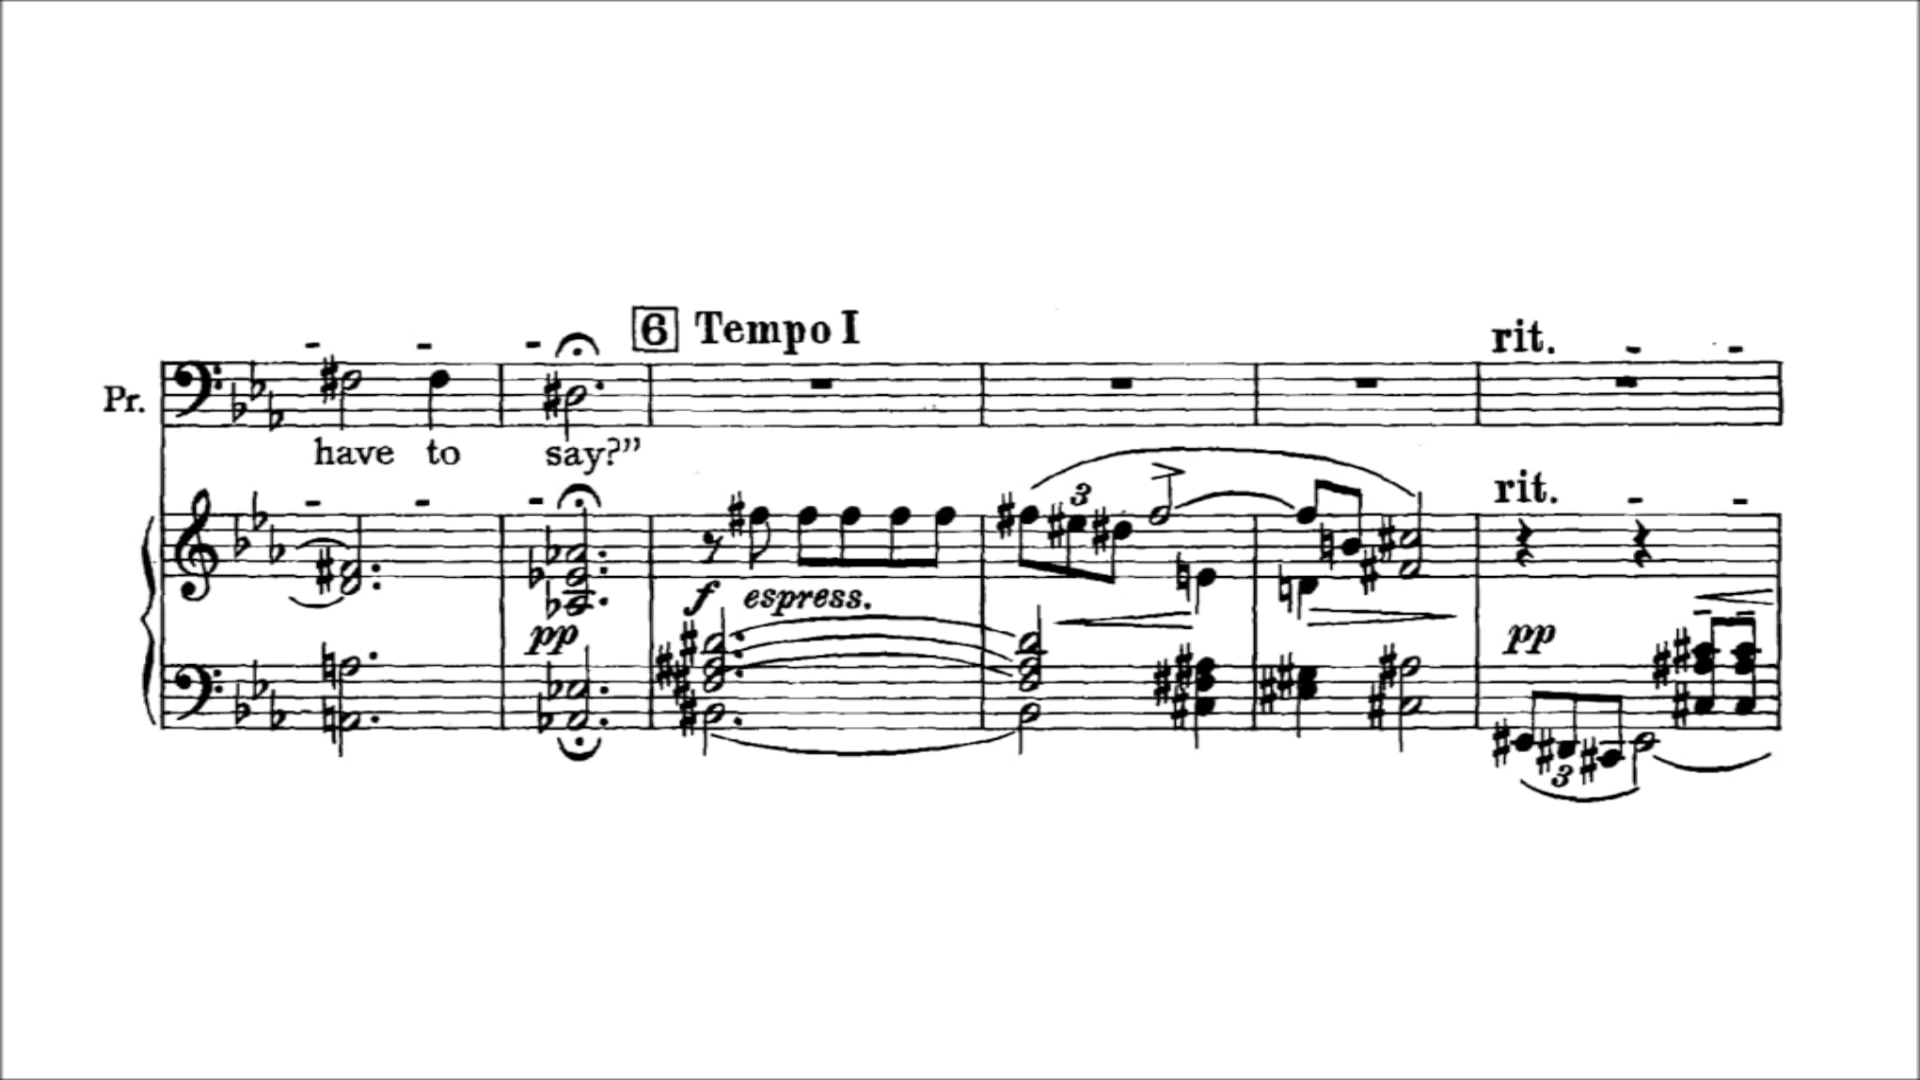 6 Tempo I
rit. - -
Pr.
have to say?”
rit. - -
3
f espress.
pp
pp
3